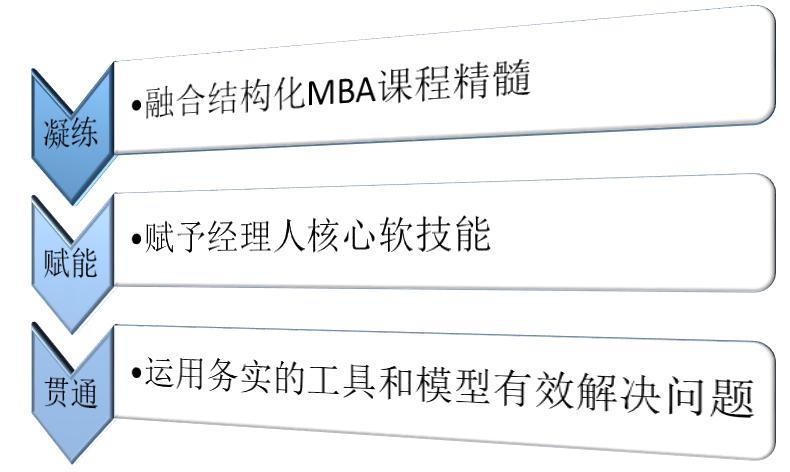 凝练
•融合结构化MBA课程精髓
赋能
•赋予经理人核心软技能
贯通
•运用务实的工具和模型有效解决问题